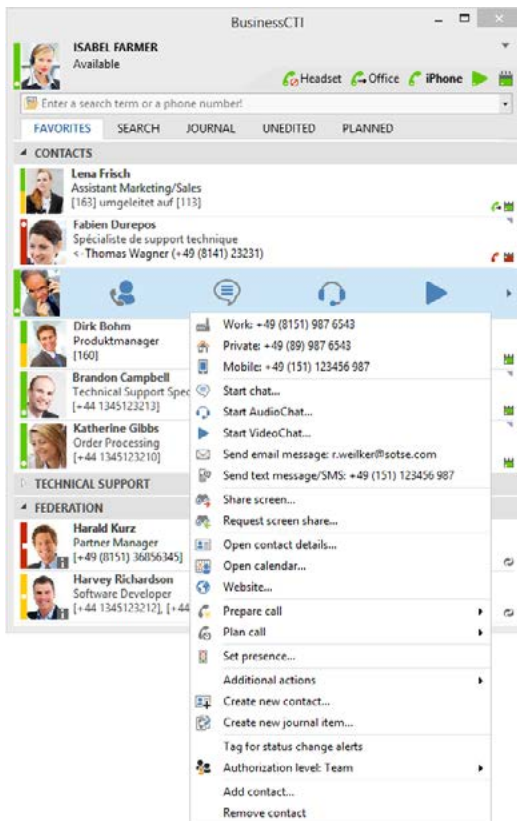 BusinessCTI
ISABEL FARMER
Available
Headset Office iPhone
Enter a search term or a phone number!
FAVORITES SEARCH JOURNAL UNEDITED PLANNED
CONTACTS
Lena Frisch
Assistant Marketing/Sales
[163] umgeleitet auf [113]
Fabien Durepos
Spécialiste de support technique
<- Thomas Wagner (+49 (8141) 23231)
Dirk Bohm
Produktmanager
[160]
Brandon Campbell
Technical Support Spec
[+44 1345123213]
Katherine Gibbs
Order Processing
[+44 1345123210]
TECHNICAL SUPPORT
FEDERATION
Harald Kurz
Partner Manager
[+49 (8151) 36856345]
Harvey Richardson
Software Developer
[+44 1345123212], [+44
Work: +49 (8151) 987 6543
Private: +49 (89) 987 6543
Mobile: +49 (151) 123456 987
Start chat...
Start AudioChat...
Start VideoChat...
Send email message: r.weilker@sotse.com
Send text message/SMS: +49 (151) 123456 987
Share screen...
Request screen share...
Open contact details...
Open calendar...
Website...
Prepare call
Plan call
Set presence...
Additional actions
Create new contact...
Create new journal item...
Tag for status change alerts
Authorization level: Team
Add contact...
Remove contact